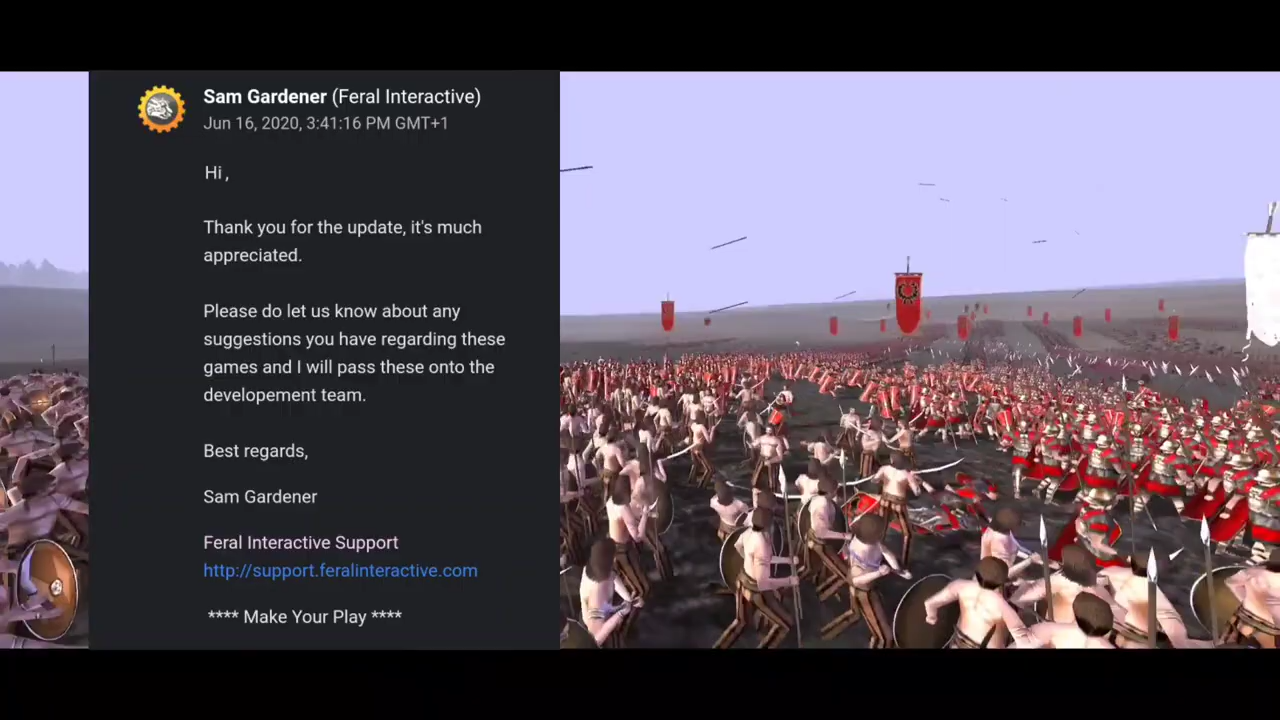 Sam Gardener (Feral Interactive)
Jun 16, 2020, 3:41:16 PM GMT+1
Hi ,
Thank you for the update, it's much
appreciated.
Please do let us know about any
suggestions you have regarding these
games and I will pass these onto the
developement team.
Best regards,
Sam Gardener
Feral Interactive Support
http://support.feralinteractive.com
**** Make Your Play ****